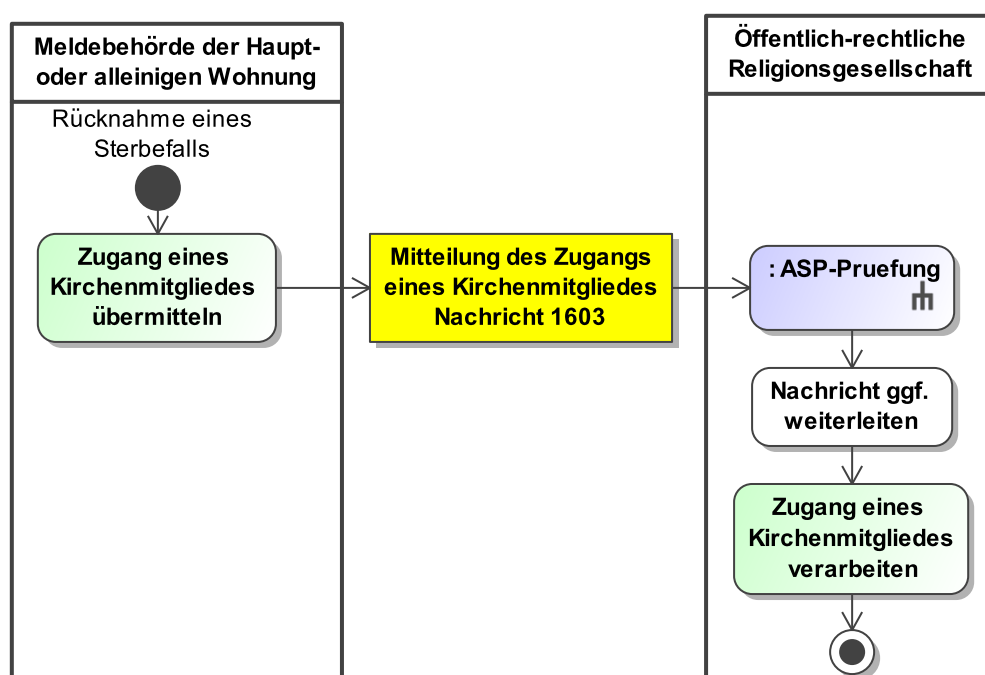 Meldebehörde der Haupt-
oder alleinigen Wohnung
Öffentlich-rechtliche
Religionsgesellschaft
Rücknahme eines
Sterbefalls
Zugang eines
Kirchenmitgliedes
übermitteln
Mitteilung des Zugangs
eines Kirchenmitgliedes
Nachricht 1603
: ASP-Pruefung
Nachricht ggf.
weiterleiten
Zugang eines
Kirchenmitgliedes
verarbeiten